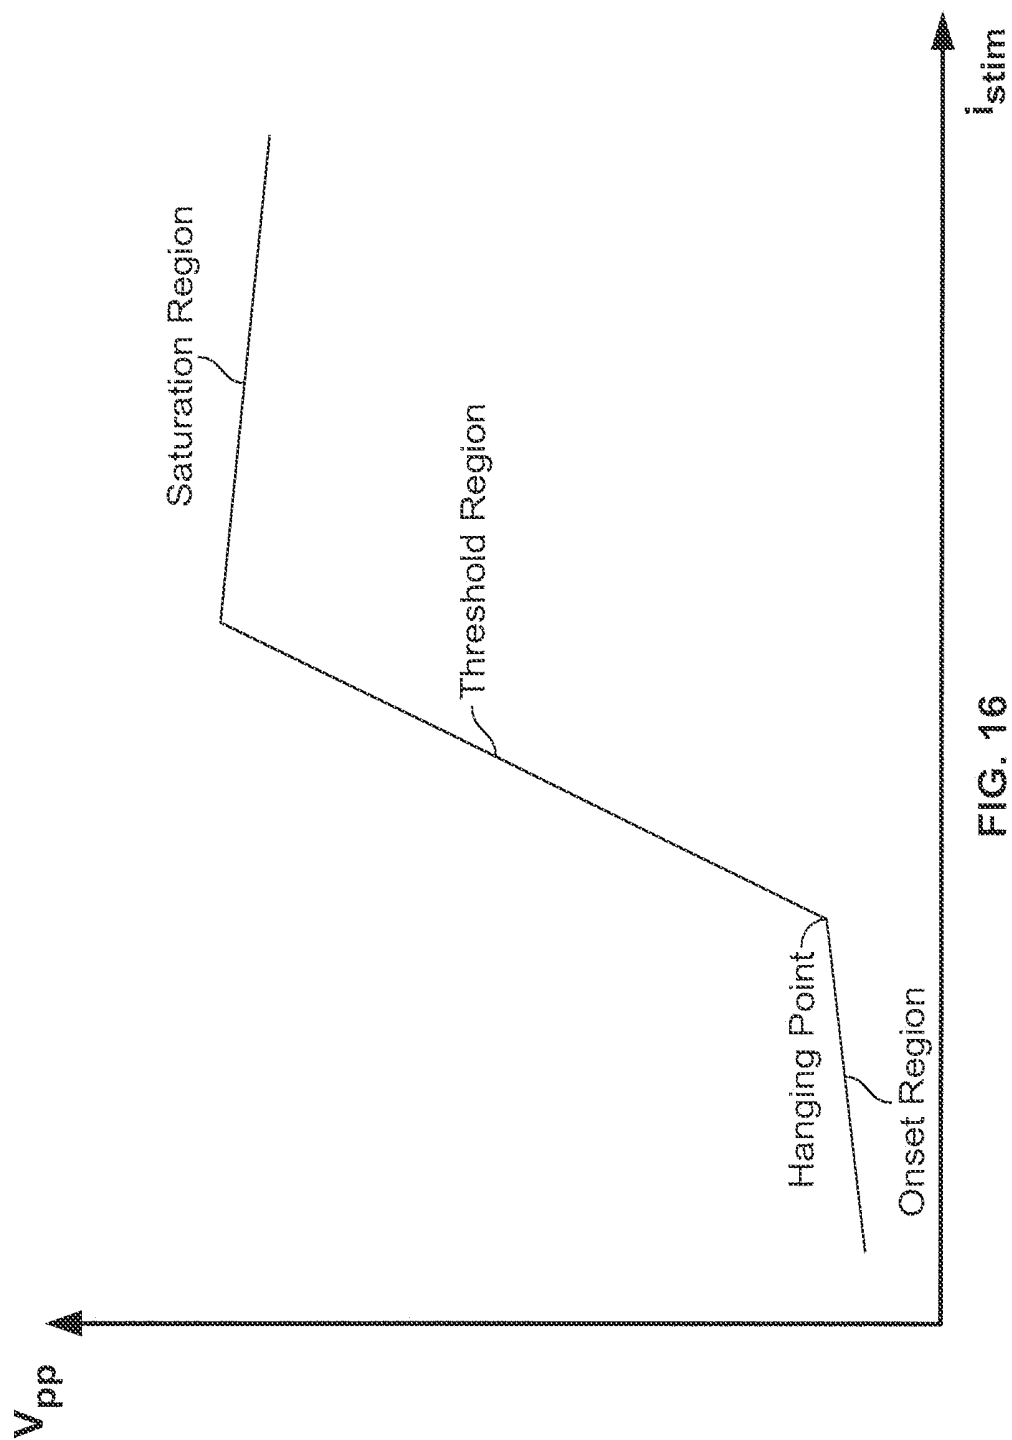 Vpp
Saturation Region
Threshold Region
Hanging Point
Onset Region
istim
FIG. 16